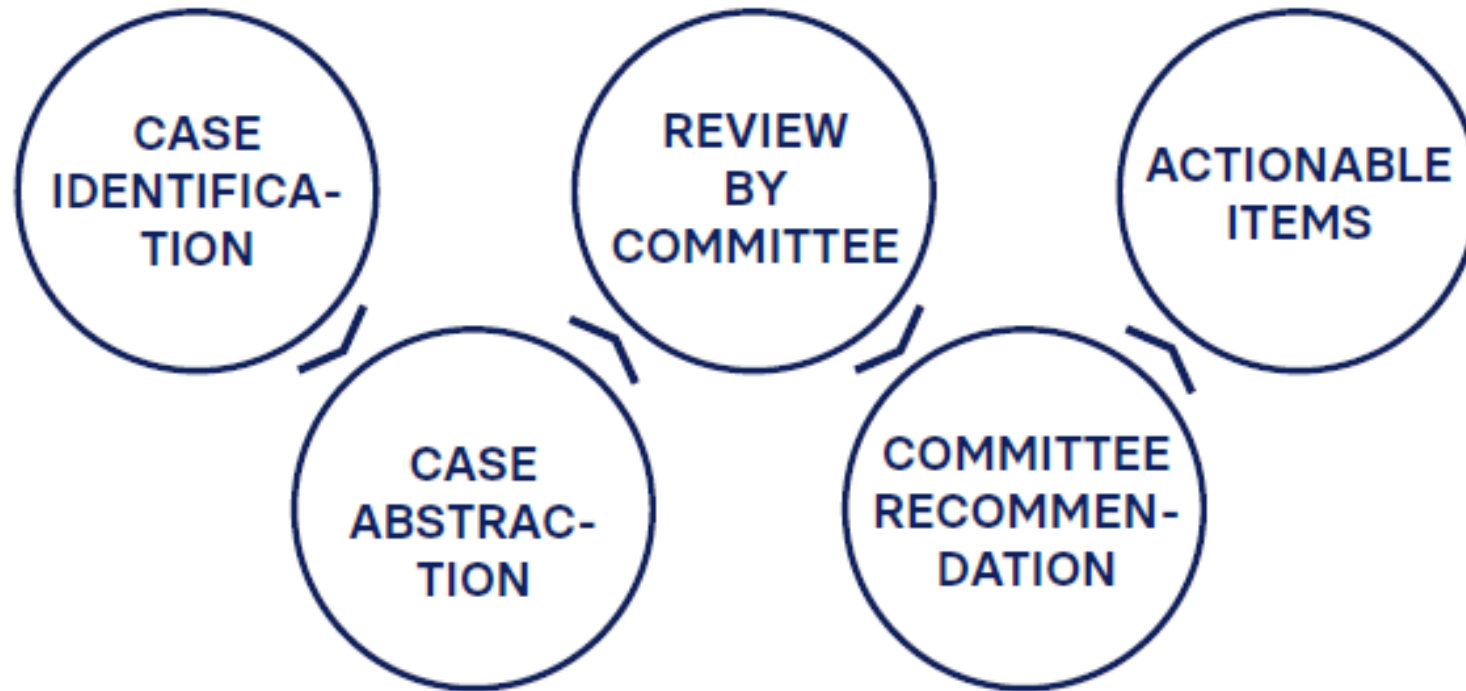 CASE
IDENTIFICA-
TION
CASE
ABSTRAC-
TION
REVIEW
BY
COMMITTEE
COMMITTEE
RECOMMEN-
DATION
ACTIONABLE
ITEMS